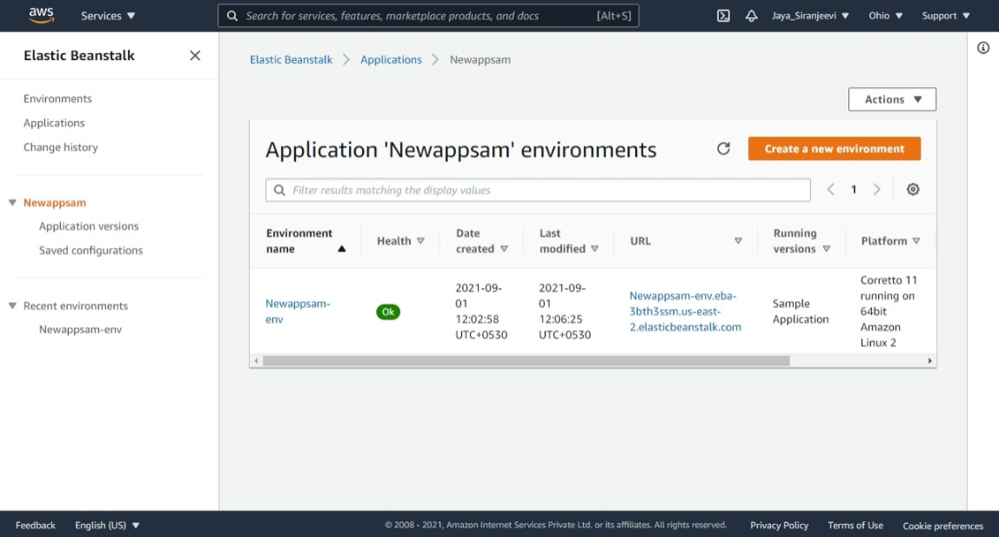 aws
Services
Search for services, features, marketplace products, and docs
[Alt+S]
Jaya_Siranjeevi
Ohio
Support
Elastic Beanstalk
Environments
Applications
Change history
Newappsam
Application versions
Saved configurations
Recent environments
Newappsam-env
Elastic Beanstalk
Applications
Newappsam
Actions
Application 'Newappsam' environments
Create a new environment
Filter results matching the display values
1
Environment
name
Health
Date
created
Last
modified
URL
Running
versions
Platform
Newappsam-
env
Ok
2021-09-
01
12:02:58
UTC+0530
2021-09-
01
12:06:25
UTC+0530
Newappsam-env.eba-
3bth3ssm.us-east-
2.elasticbeanstalk.com
Sample
Application
Corretto 11
running on
64bit
Amazon
Linux 2
Feedback
English (US)
© 2008 - 2021, Amazon Internet Services Private Ltd. or its affiliates. All rights reserved.
Privacy Policy
Terms of Use
Cookie preferences